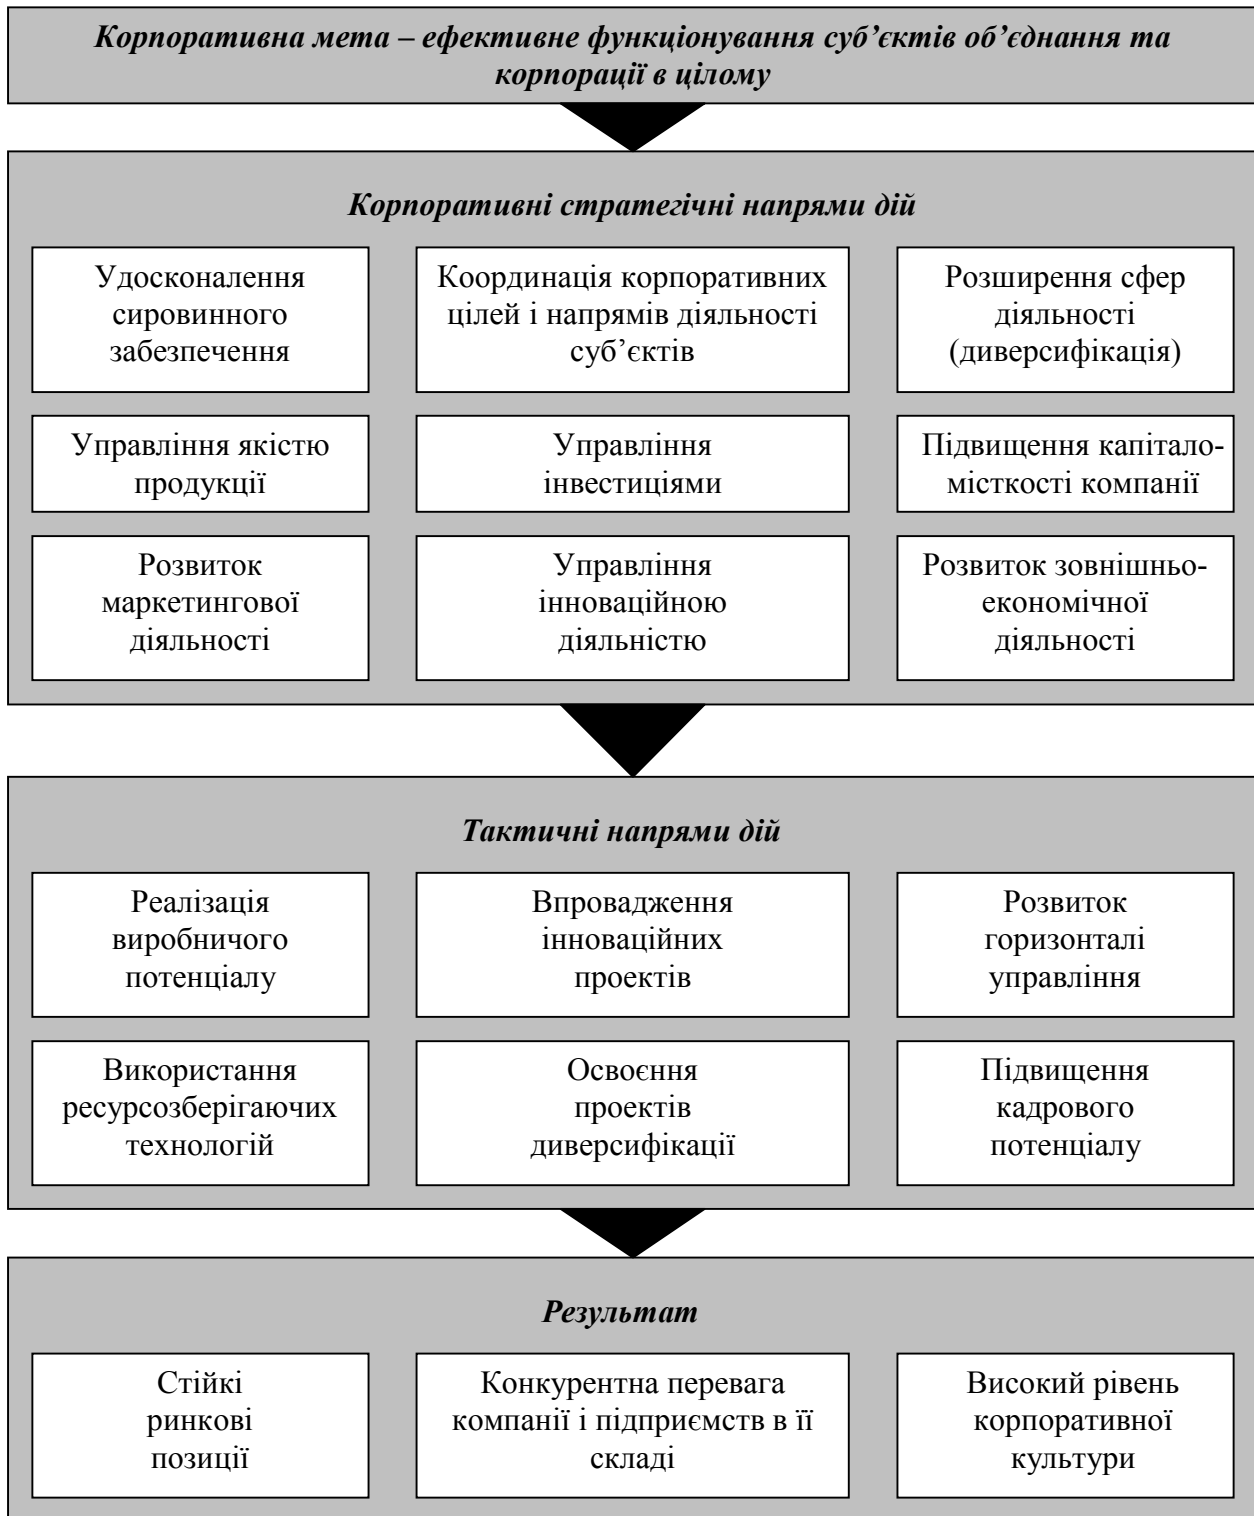 Корпоративна мета – ефективне функціонування суб’єктів об’єднання та
корпорації в цілому
Корпоративні стратегічні напрями дій
Удосконалення
сировинного
забезпечення
Координація корпоративних
цілей і напрямів діяльності
суб’єктів
Розширення сфер
діяльності
(диверсифікація)
Управління якістю
продукції
Управління
інвестиціями
Підвищення капітало-
місткості компанії
Розвиток
маркетингової
діяльності
Управління
інноваційною
діяльністю
Розвиток зовнішньо-
економічної
діяльності
Тактичні напрями дій
Реалізація
виробничого
потенціалу
Впровадження
інноваційних
проектів
Розвиток
горизонталі
управління
Використання
ресурсозберігаючих
технологій
Освоєння
проектів
диверсифікації
Підвищення
кадрового
потенціалу
Результат
Стійкі
ринкові
позиції
Конкурентна перевага
компанії і підприємств в її
складі
Високий рівень
корпоративної
культури